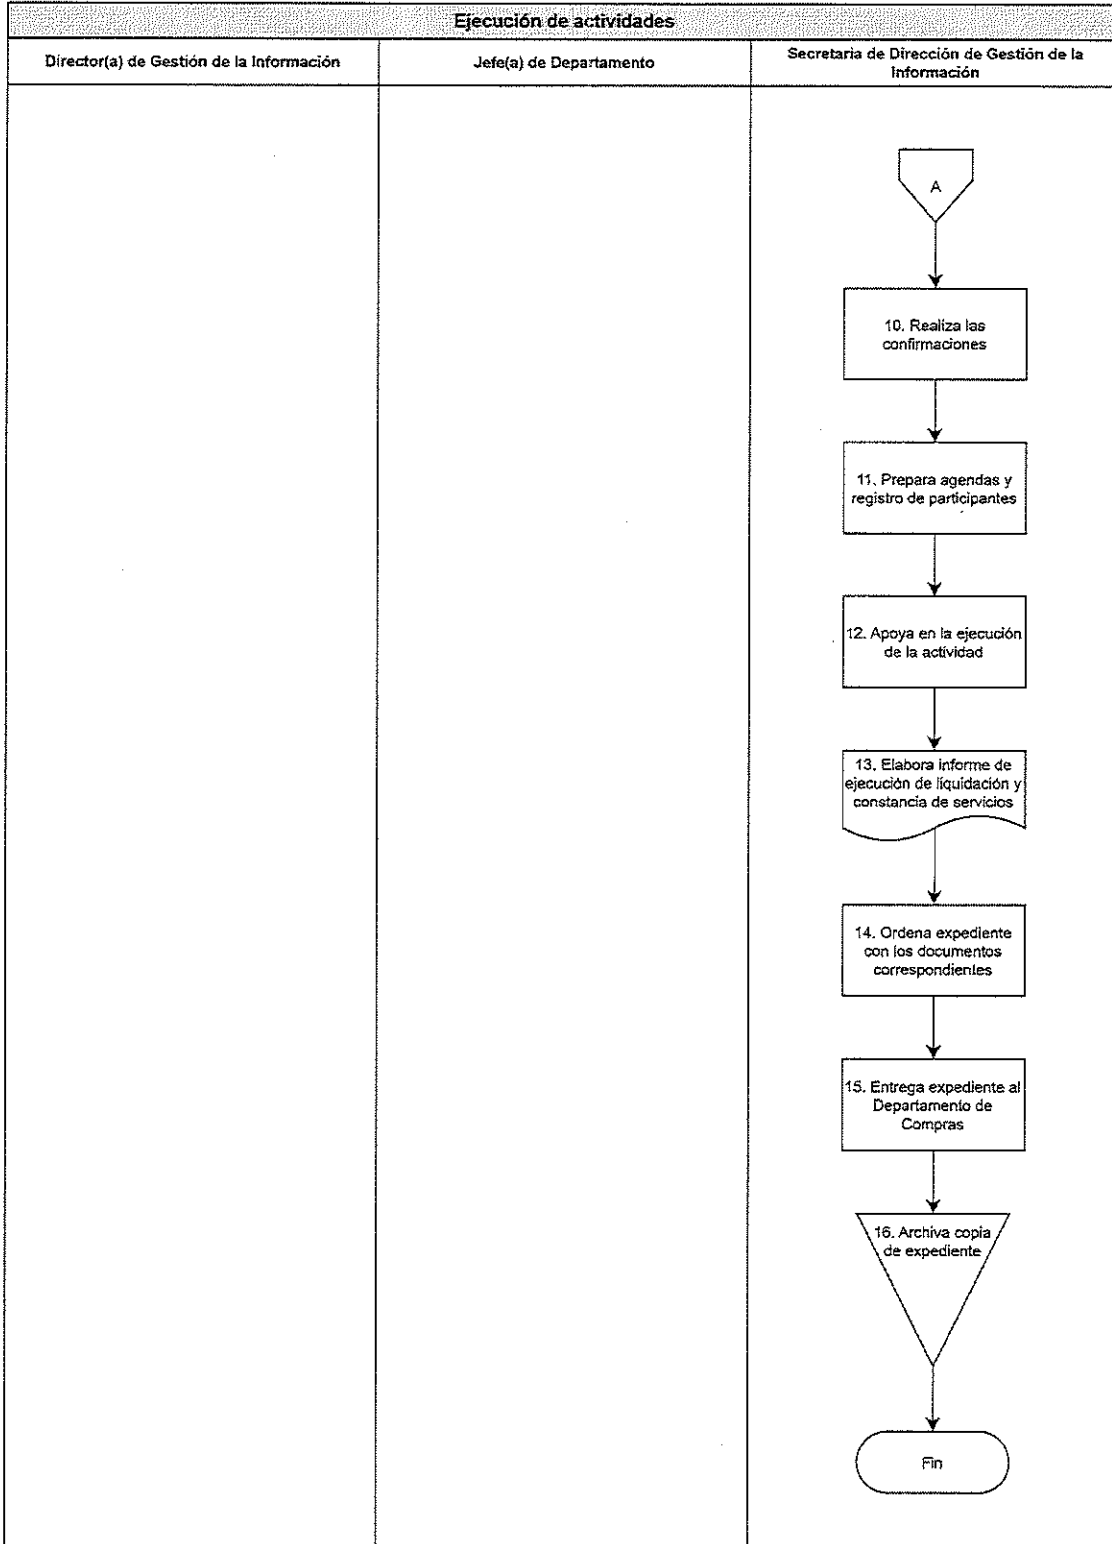 Ejecución de actividades
Director(a) de Gestión de la Información
Jefe(a) de Departamento
Secretaria de Dirección de Gestión de la
Información
A
10. Realiza las
confirmaciones
11. Prepara agendas y
registro de participantes
12. Apoya en la ejecución
de la actividad
13. Elabora informe de
ejecución de liquidación y
constancia de servicios
14. Ordena expediente
con los documentos
correspondientes
15. Entrega expediente al
Departamento de
Compras
16. Archiva copia
de expediente
Fin